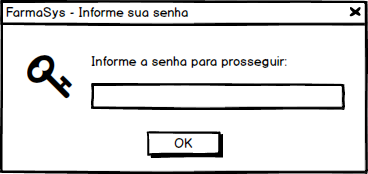 FarmaSys - Informe sua senha
Informe a senha para prosseguir:
OK